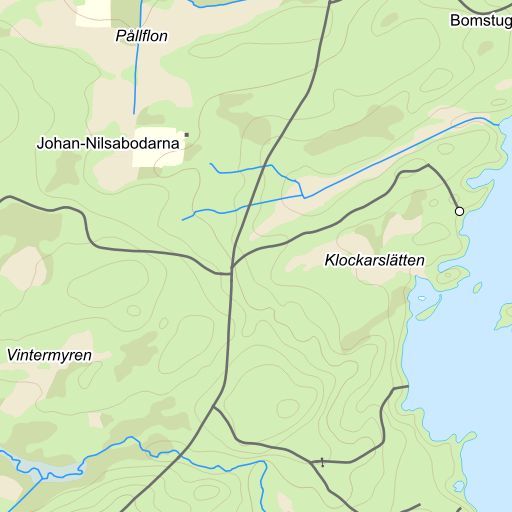 Bomstug
Pållflon
Johan-Nilsabodarna
Klockarslätten
Vintermyren